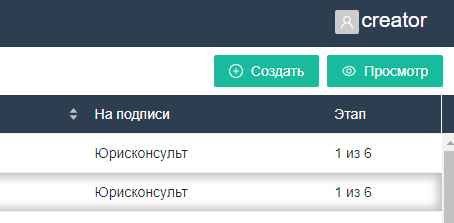 creator
Создать Просмотр
На подписи Этап
Юрисконсульт 1 из 6
Юрисконсульт 1 из 6